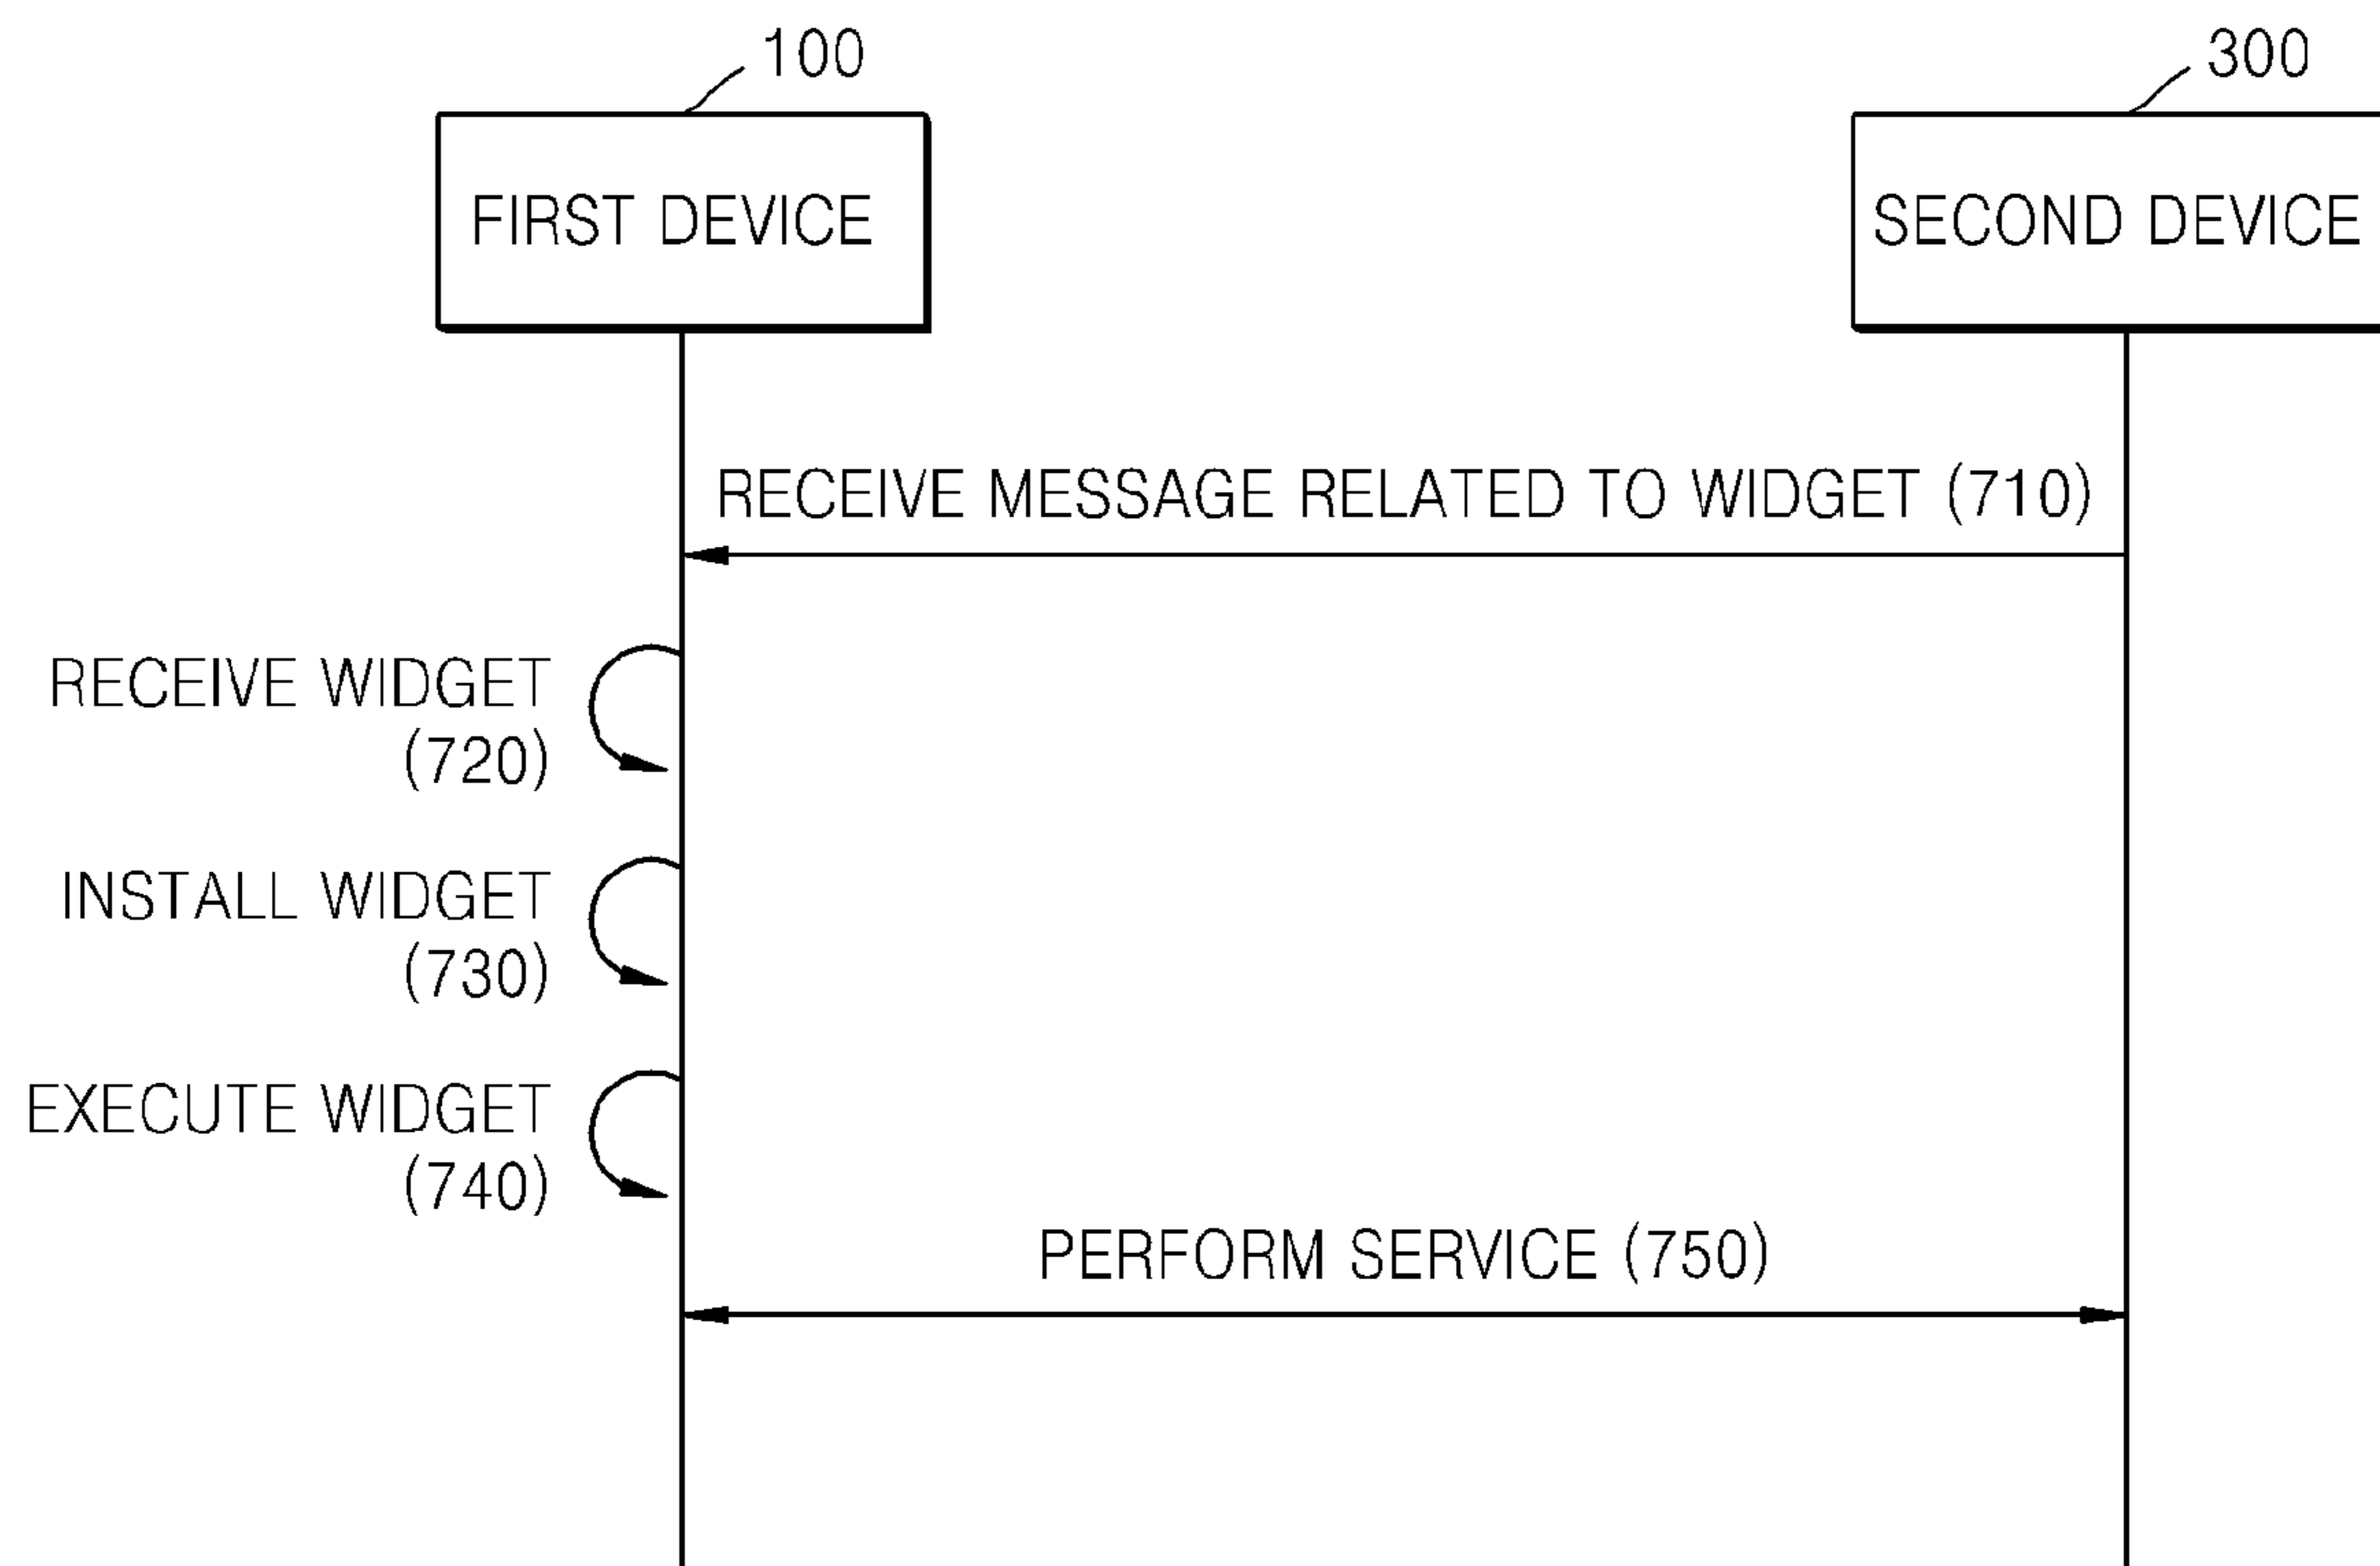 100
300
FIRST DEVICE
SECOND DEVICE
RECEIVE MESSAGE RELATED TO WIDGET (710)
RECEIVE WIDGET
(720)
INSTALL WIDGET
(730)
EXECUTE WIDGET
(740)
PERFORM SERVICE (750)